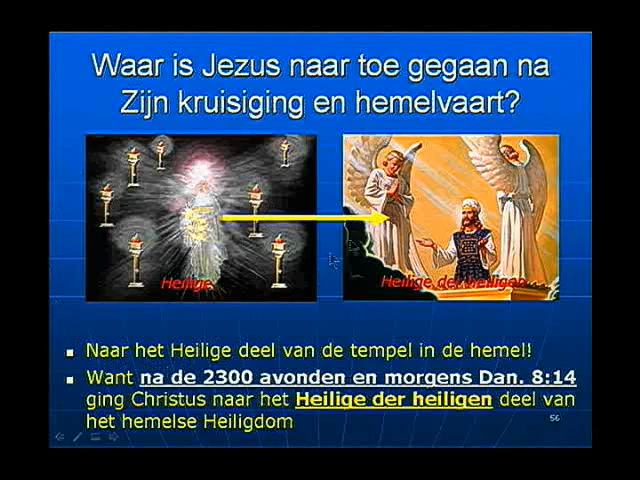 Waar is Jezus naar toe gegaan na
Zijn kruisiging en hemelvaart?
Heilige
Heilige der heiligen
Naar het Heilige deel van de tempel in de hemel!
Want na de 2300 avonden en morgens Dan. 8:14
ging Christus naar het Heilige der heiligen deel van
het hemelse Heiligdom
56